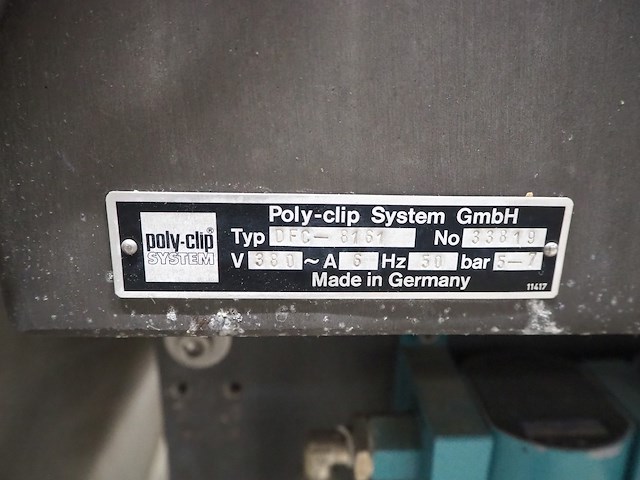 poly-clip®
SYSTEM
Poly-clip System GmbH
Typ DFC-8161 No 33819
V 380 ~ A 6 Hz 50 bar 5-7
Made in Germany
11417